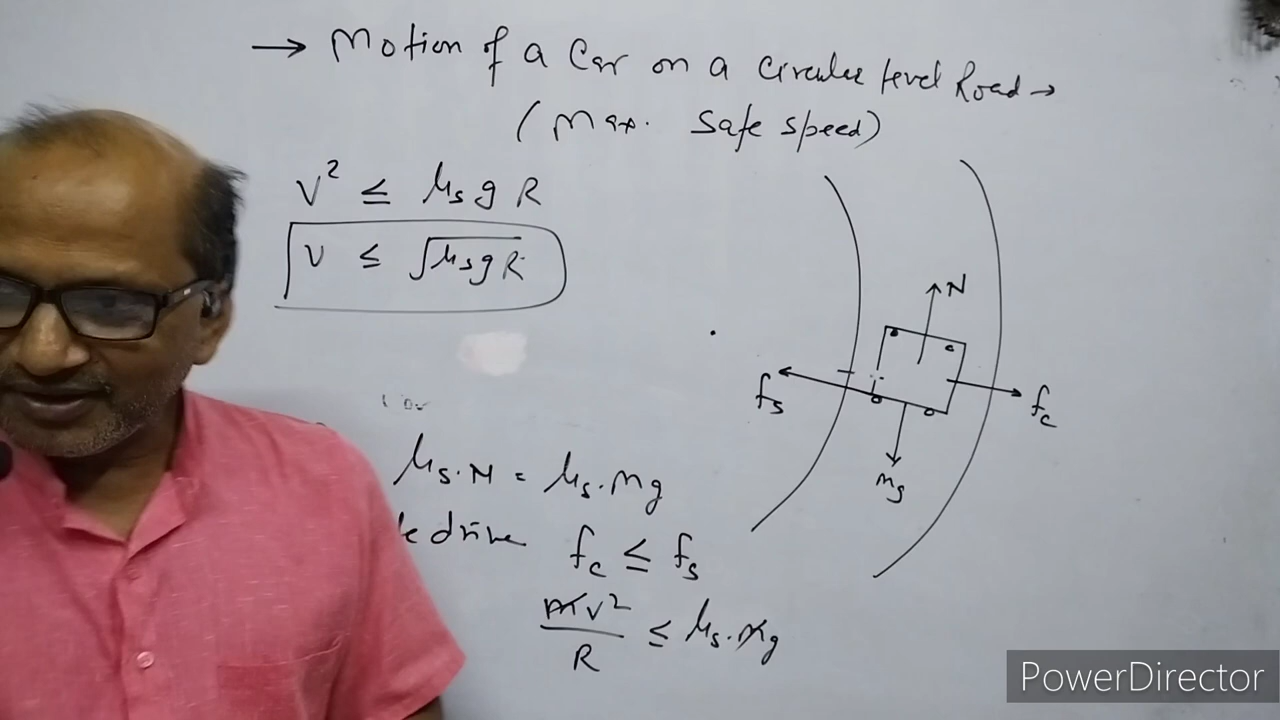 → Motion of a Car on a Circular level Road →
(Max. Safe speed)
V² ≤ μs g R
V ≤ √μs g R
N
fs
fc
mg
μs.N = μs.mg
drive fc ≤ fs
mv²/R ≤ μs.mg
PowerDirector